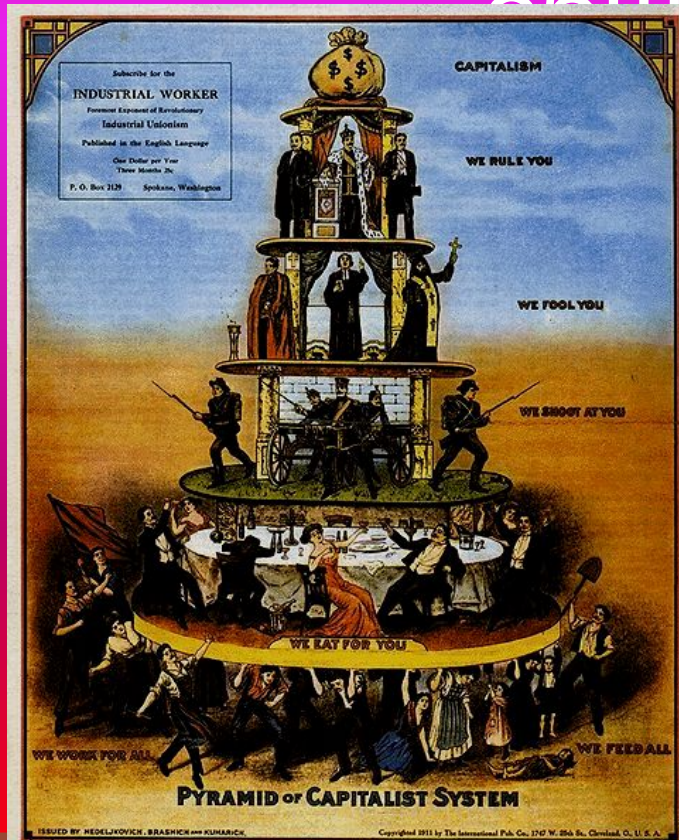 Subscribe for the
INDUSTRIAL WORKER
Foremost Exponent of Revolutionary
Industrial Unionism
Published in the English Language
One Dollar per Year
Three Months 25c
P. O. Box 2129 Spokane, Washington
CAPITALISM
WE RULE YOU
WE FOOL YOU
WE SHOOT AT YOU
WE EAT FOR YOU
WE WORK FOR ALL
WE FEED ALL
PYRAMID OF CAPITALIST SYSTEM
ISSUED BY NEDELJKOVICH, BRASHICH AND KUHARICH.
Copyrighted 1911 by The International Pub. Co., 1747 W. 25th St., Cleveland, O., U. S. A.